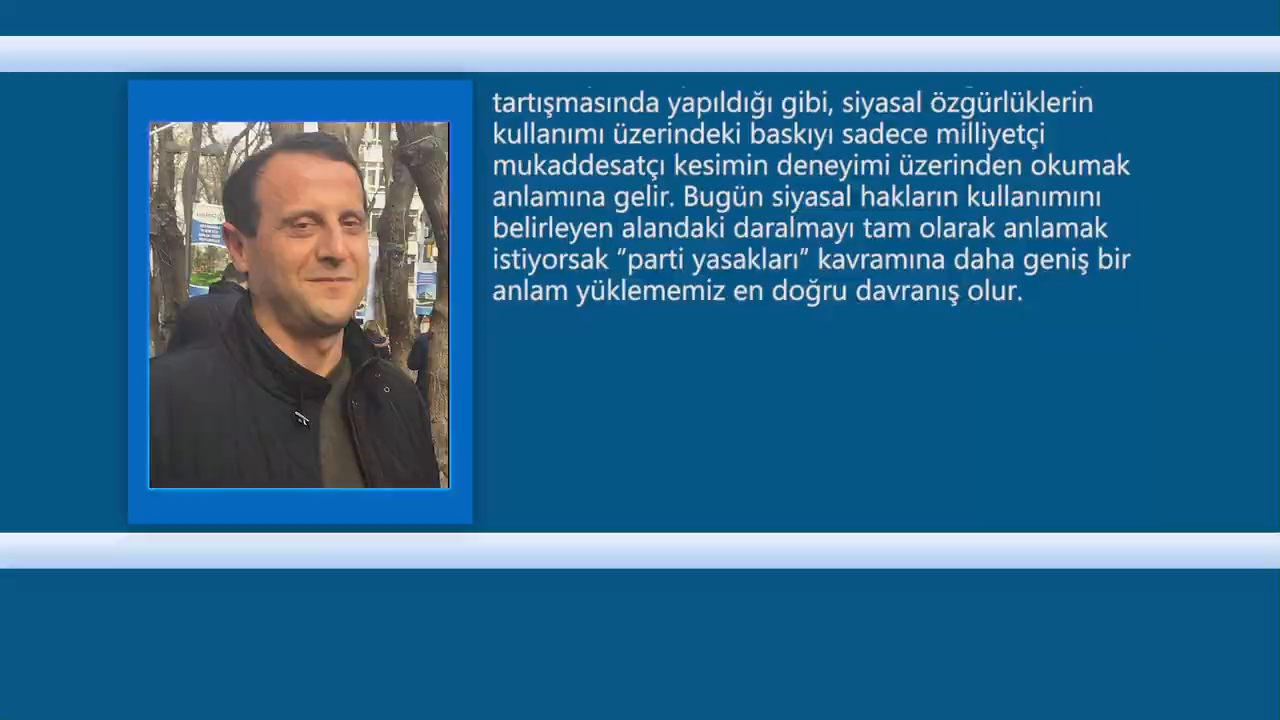 tartışmasında yapıldığı gibi, siyasal özgürlüklerin
kullanımı üzerindeki baskıyı sadece milliyetçi
mukaddesatçı kesimin deneyimi üzerinden okumak
anlamına gelir. Bugün siyasal hakların kullanımını
belirleyen alandaki daralmayı tam olarak anlamak
istiyorsak “parti yasakları” kavramına daha geniş bir
anlam yüklememiz en doğru davranış olur.